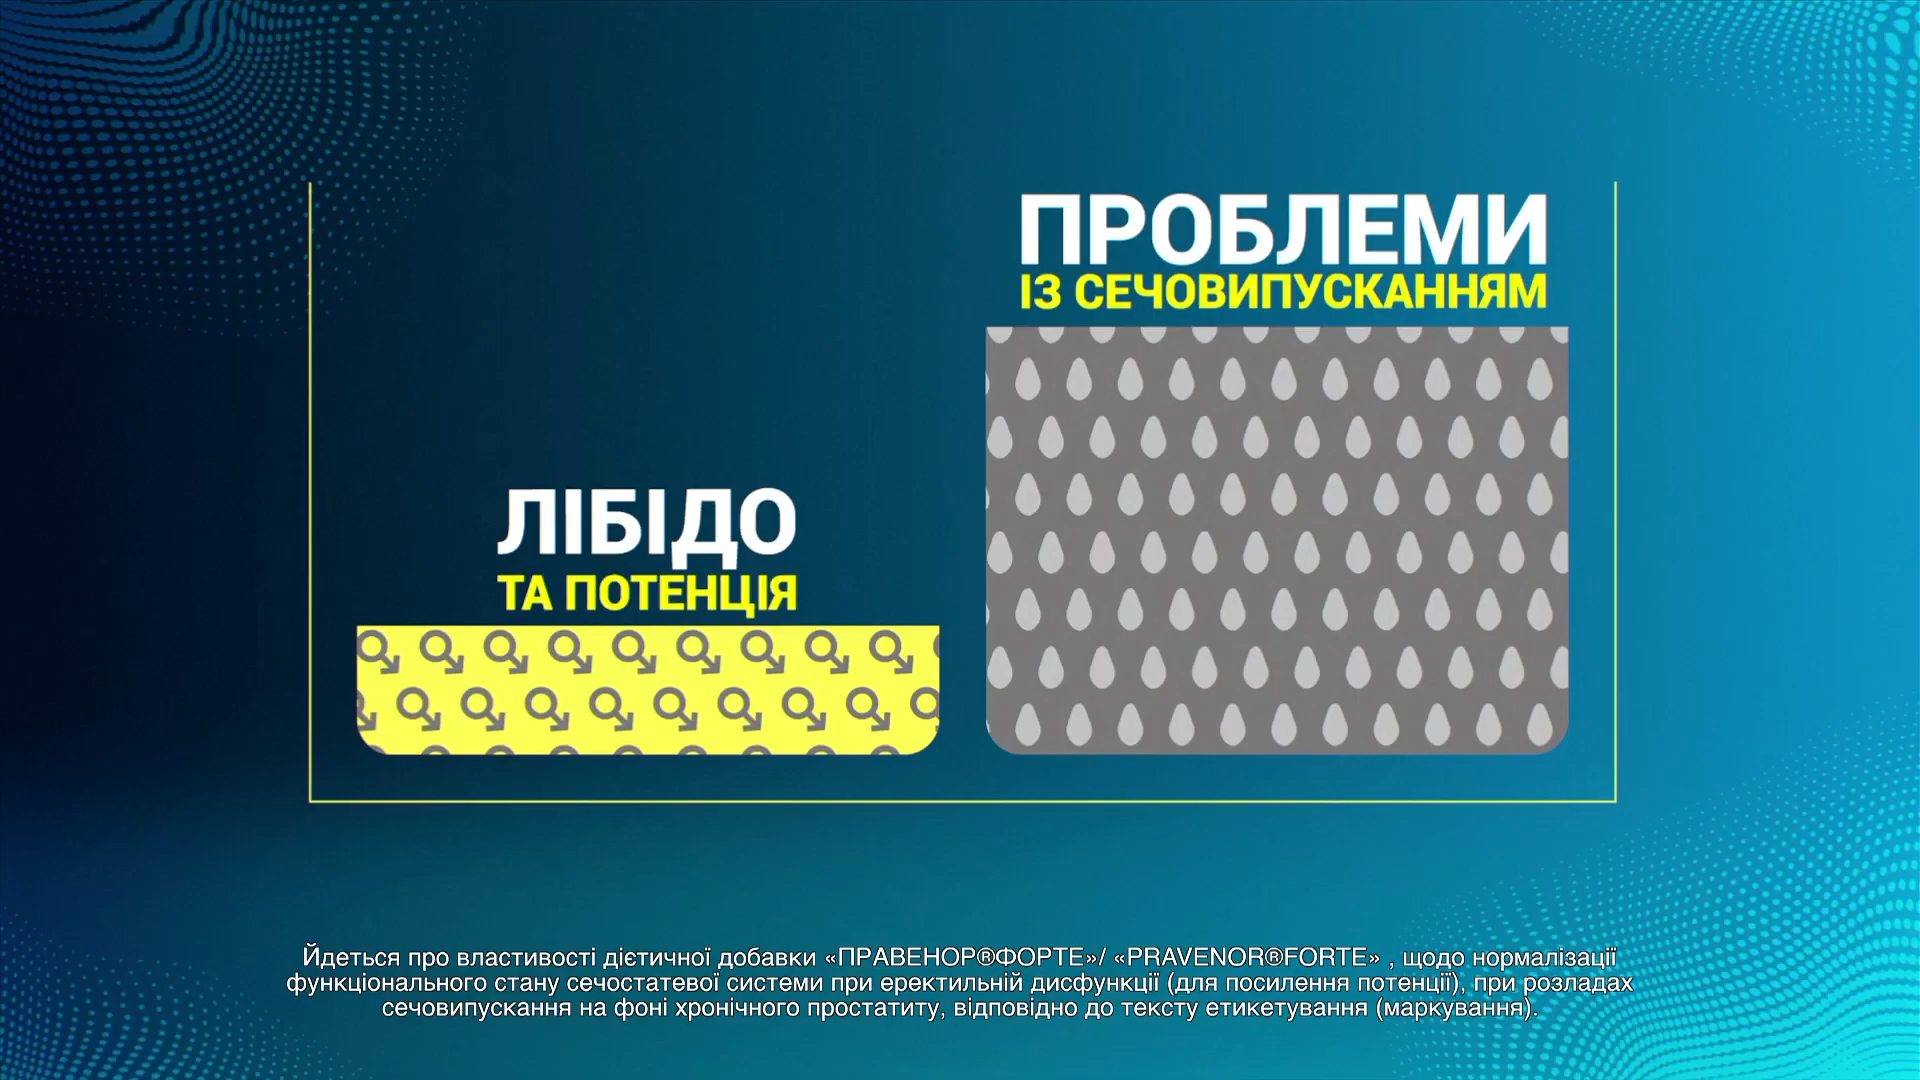 ПРОБЛЕМИ
ІЗ СЕЧОВИПУСКАННЯМ
ЛІБІДО
ТА ПОТЕНЦІЯ
Йдеться про властивості дієтичної добавки «ПРАВЕНОР®ФОРТЕ»/ «PRAVENOR®FORTE» , щодо нормалізації
функціонального стану сечостатевої системи при еректильній дисфункції (для посилення потенції), при розладах
сечовипускання на фоні хронічного простатиту, відповідно до тексту етикетування (маркування).